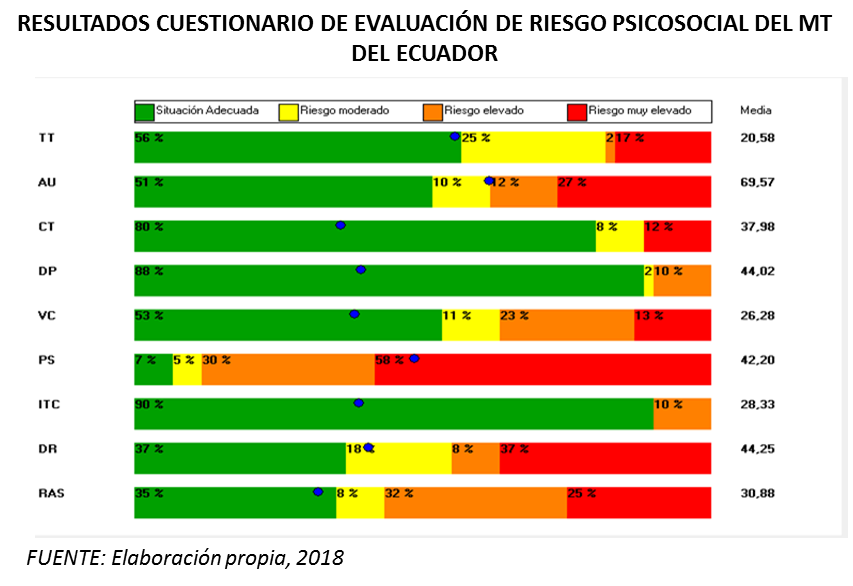 RESULTADOS CUESTIONARIO DE EVALUACIÓN DE RIESGO PSICOSOCIAL DEL MT
DEL ECUADOR
Situación Adecuada Riesgo moderado Riesgo elevado Riesgo muy elevado Media
TT 56 % 25 % 2 17 % 20,58
AU 51 % 10 % 12 % 27 % 69,57
CT 80 % 8 % 12 % 37,98
DP 88 % 2 10 % 44,02
VC 53 % 11 % 23 % 13 % 26,28
PS 7 % 5 % 30 % 58 % 42,20
ITC 90 % 10 % 28,33
DR 37 % 18 % 8 % 37 % 44,25
RAS 35 % 8 % 32 % 25 % 30,88
FUENTE: Elaboración propia, 2018